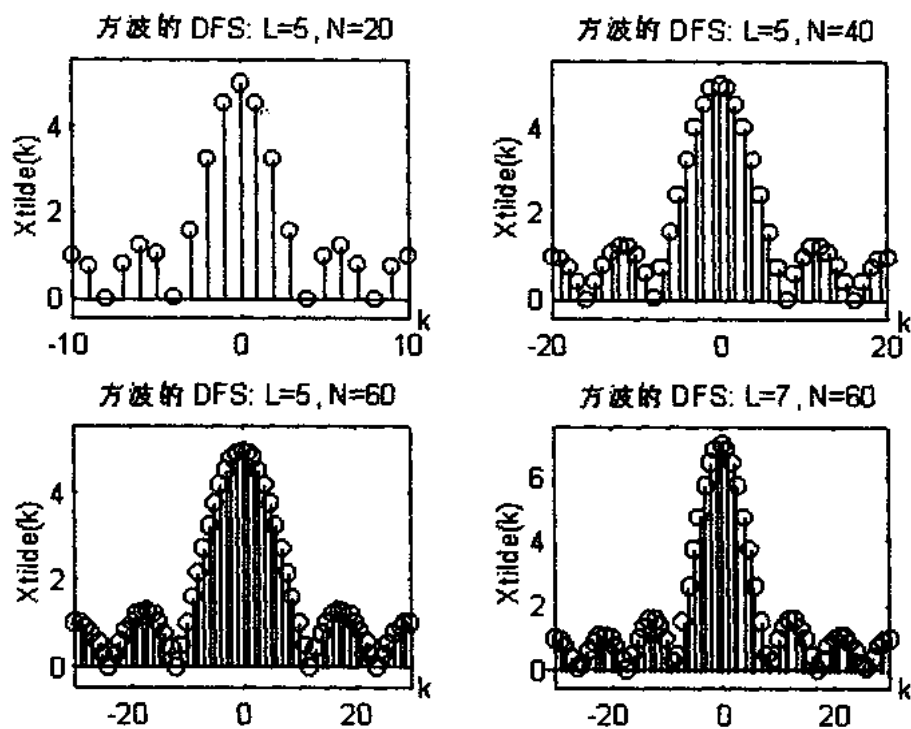 方波的 DFS: L=5, N=20
Xtilde(k)
4
2
0
-10
0
10
k
方波的 DFS: L=5, N=40
Xtilde(k)
4
2
0
-20
0
20
k
方波的 DFS: L=5, N=60
Xtilde(k)
4
2
0
-20
0
20
k
方波的 DFS: L=7, N=60
Xtilde(k)
6
4
2
0
-20
0
20
k